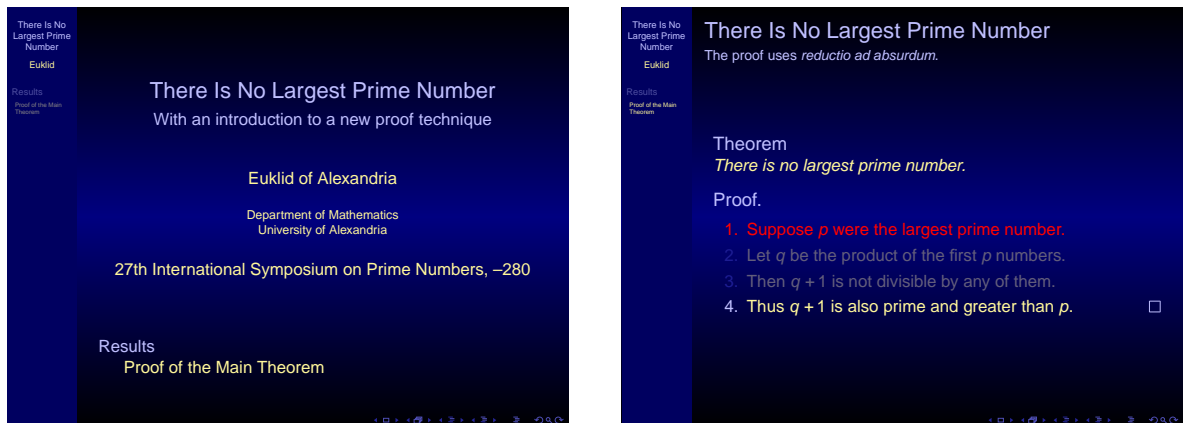 There Is No
Largest Prime
Number
Euklid
Results
Proof of the Main
Theorem
There Is No Largest Prime Number
With an introduction to a new proof technique
Euklid of Alexandria
Department of Mathematics
University of Alexandria
27th International Symposium on Prime Numbers, –280
Results
Proof of the Main Theorem
There Is No
Largest Prime
Number
Euklid
Results
Proof of the Main
Theorem
There Is No Largest Prime Number
The proof uses reductio ad absurdum.
Theorem
There is no largest prime number.
Proof.
1. Suppose p were the largest prime number.
2. Let q be the product of the first p numbers.
3. Then q + 1 is not divisible by any of them.
4. Thus q + 1 is also prime and greater than p. □